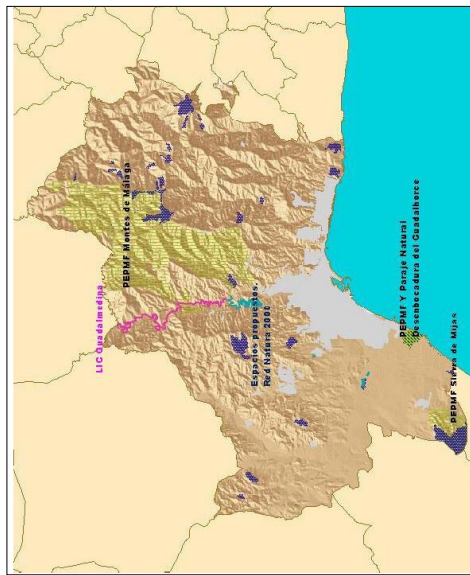 LIC Guadalmedina
PEPMF Montes de Málaga
Espacios propuestos
Red Natura 2000
PEPMF Y Paraje Natural
Desenbocadura del Guadalhorce
PEPMF Sierra de Mijas